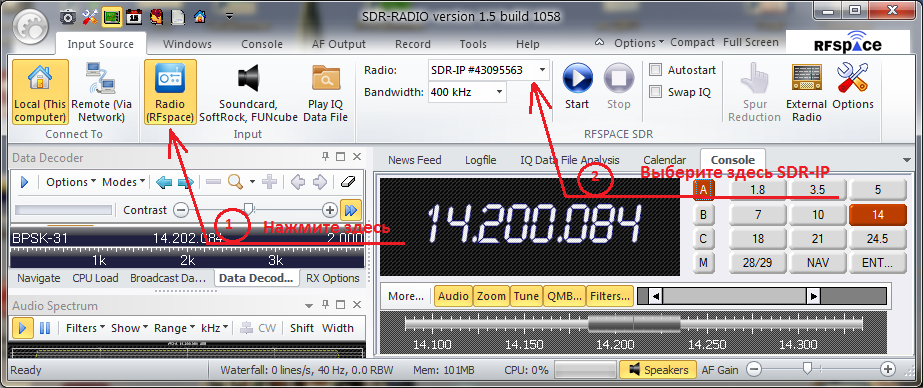 SDR-RADIO version 1.5 build 1058
Input Source Windows Console AF Output Record Tools Help Options Compact Full Screen RFSPACE
Radio: SDR-IP #43095563
Bandwidth: 400 kHz
Autostart
Swap IQ
Local (This computer)
Remote (Via Network)
Radio (RFspace)
Soundcard, SoftRock, FUNcube
Play IQ Data File
Start
Stop
Spur Reduction
External Radio
Options
Connect To Input RFSPACE SDR
Data Decoder
News Feed Logfile IQ Data File Analysis Calendar Console
Options Modes
2 Выберите здесь SDR-IP
A 1.8 3.5 5
Contrast
1 Нажмите здесь
14.200.084
B 7 10 14
BPSK-31 14.202.084 2.000
1k 2k 3k
C 18 21 24.5
M 28/29 NAV ENT...
Navigate CPU Load Broadcast Da... Data Decod... RX Options
More... Audio Zoom Tune QMB... Filters...
Audio Spectrum
Filters Show Range kHz CW Shift Width
14.100 14.150 14.200 14.250 14.300
Ready Waterfall: 0 lines/s, 40 Hz, 0.0 RBW Mem: 101MB CPU: 0% Speakers AF Gain